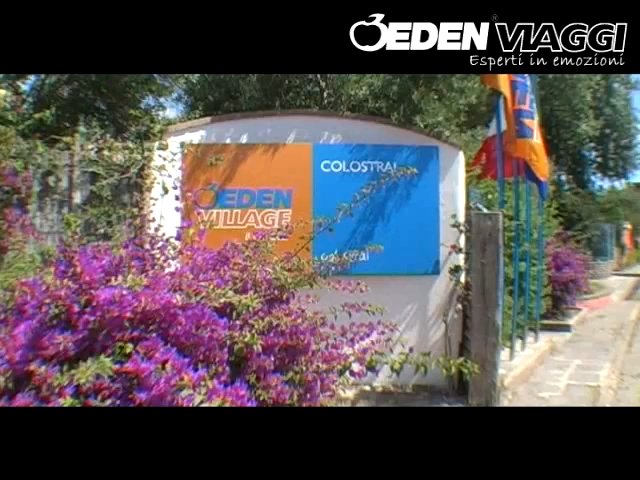 EDEN VIAGGI
Esperti in emozioni
COLOSTRAI
EDEN
VILLAGE